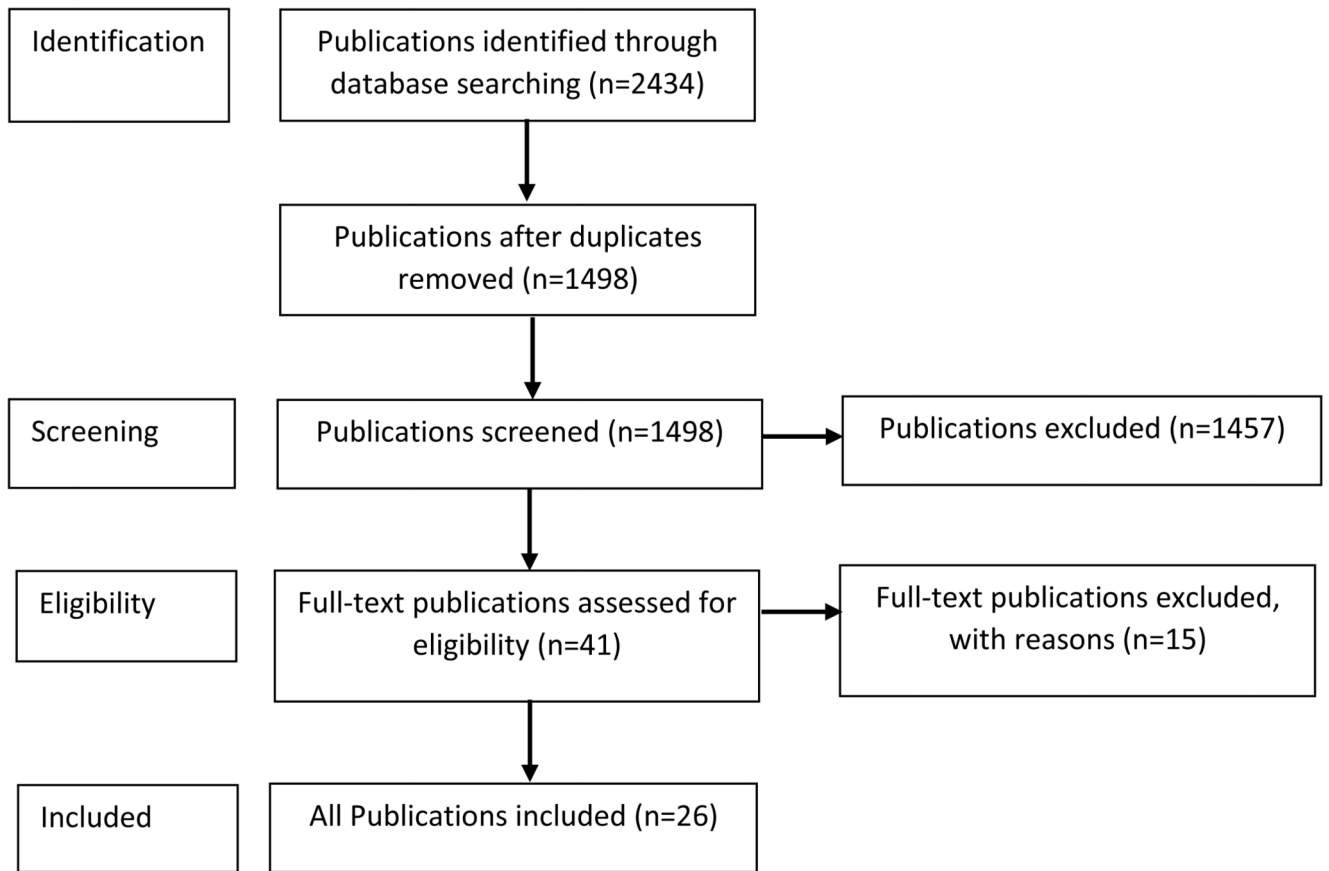 Identification
Publications identified through
database searching (n=2434)
Publications after duplicates
removed (n=1498)
Screening
Publications screened (n=1498)
Publications excluded (n=1457)
Eligibility
Full-text publications assessed for
eligibility (n=41)
Full-text publications excluded,
with reasons (n=15)
Included
All Publications included (n=26)